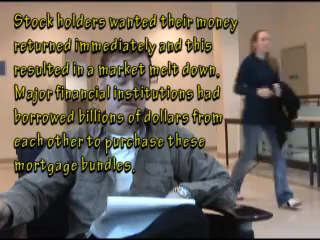 Stock holders wanted their money
returned immediately and this
resulted in a market melt down.
Major financial institutions had
borrowed billions of dollars from
each other to purchase these
mortgage bundles.